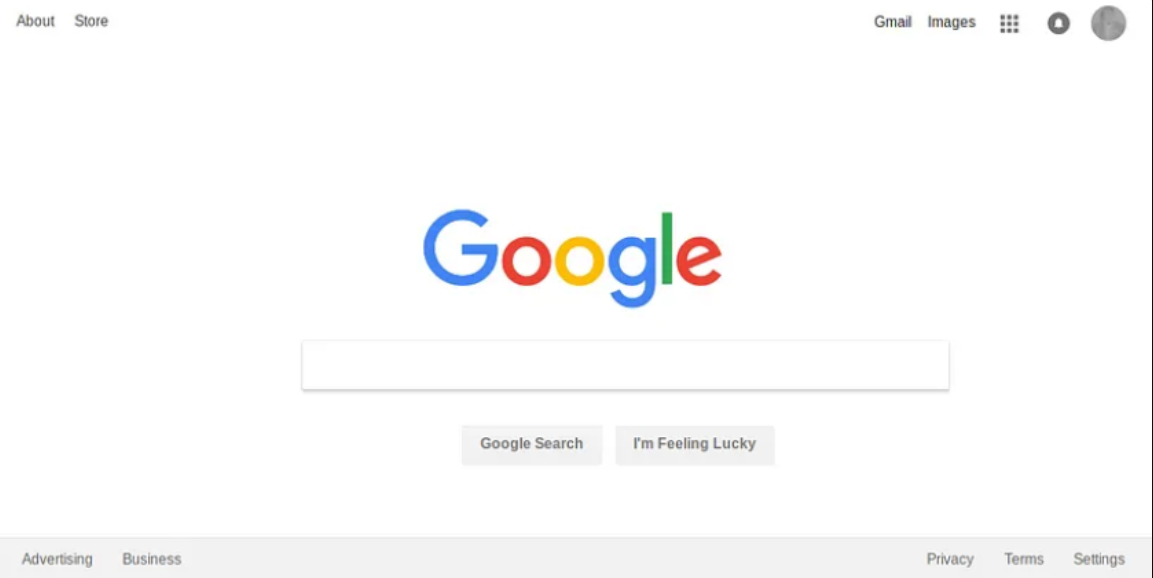 About Store Gmail Images
Google
Google Search I'm Feeling Lucky
Advertising Business Privacy Terms Settings